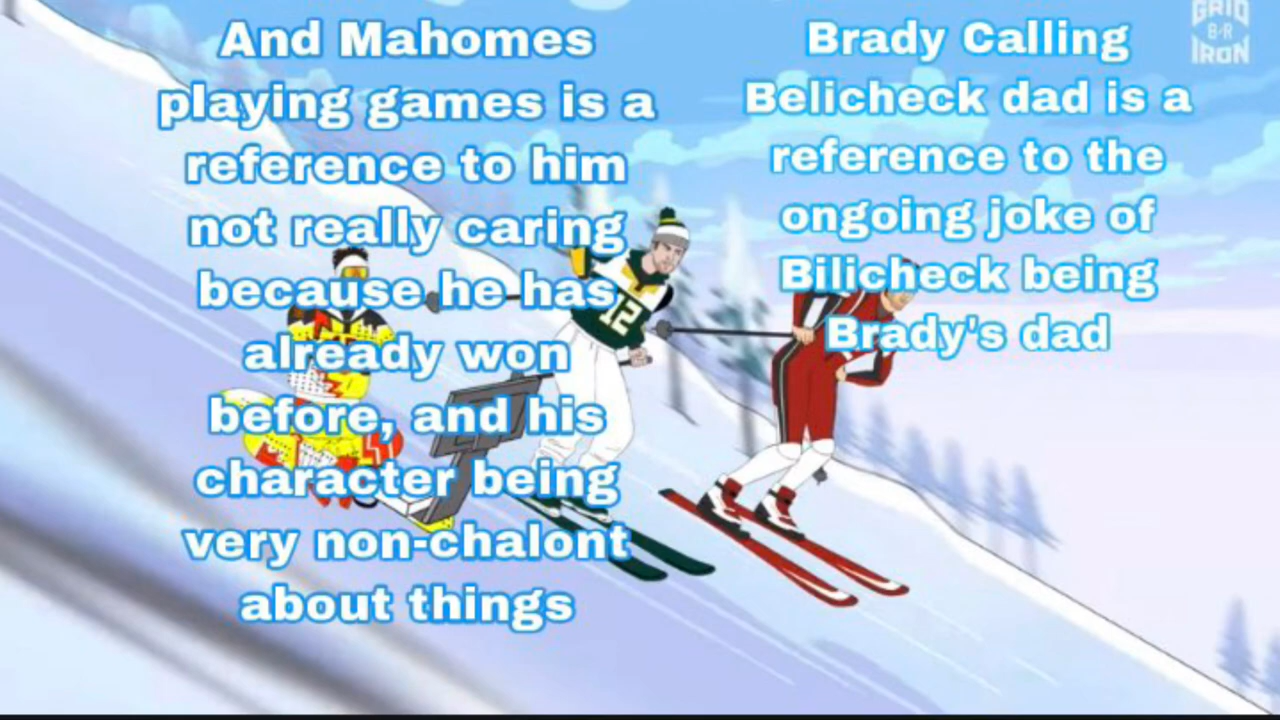 And Mahomes
playing games is a
reference to him
not really caring
because he has
already won
before, and his
character being
very non-chalont
about things
Brady Calling
Belicheck dad is a
reference to the
ongoing joke of
Bilicheck being
Brady's dad
GRID
B/R
IRON
12